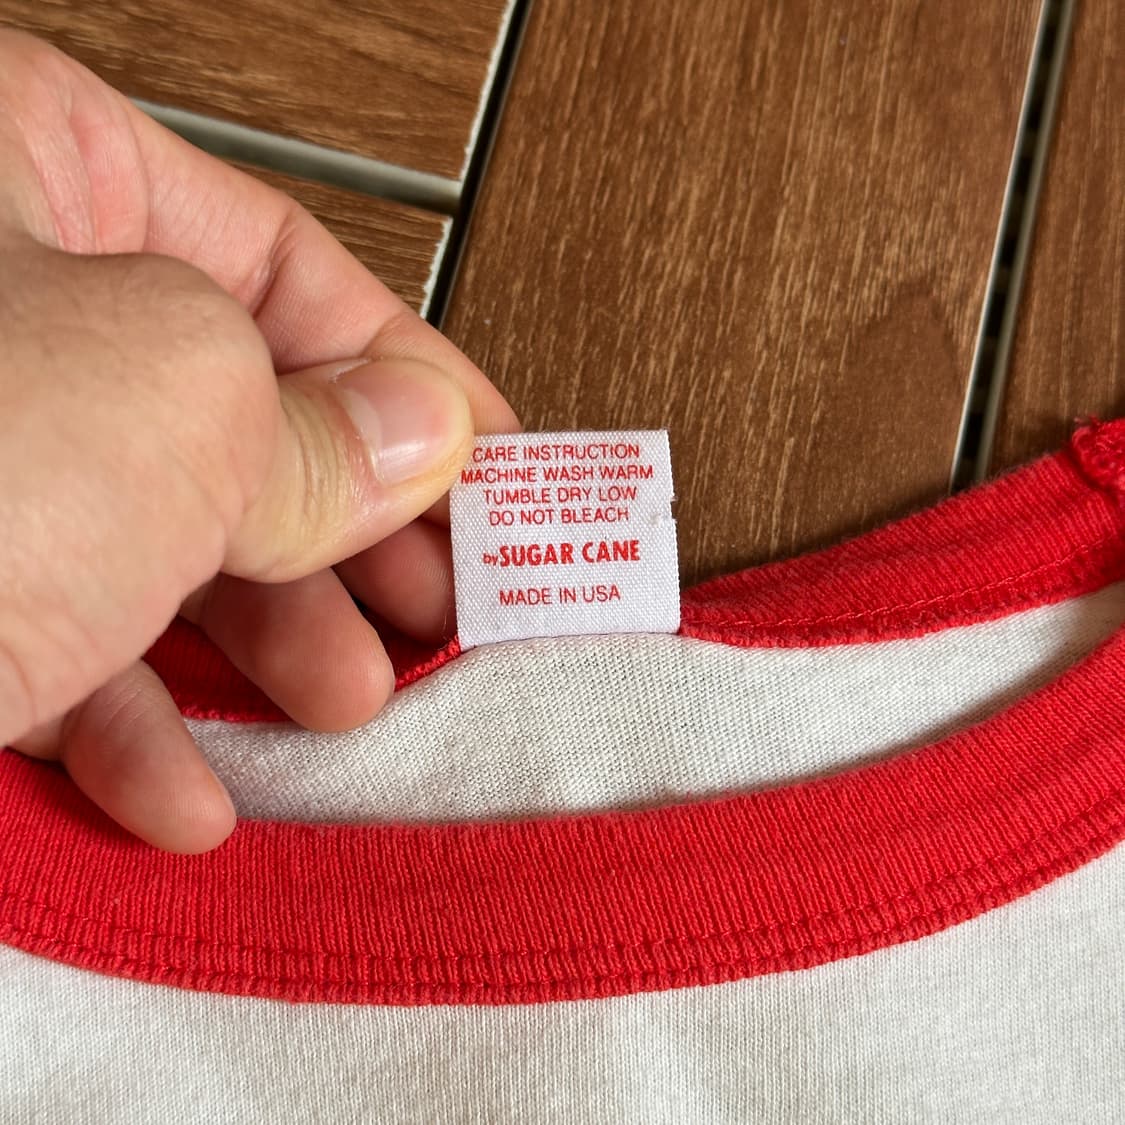 CARE INSTRUCTION
MACHINE WASH WARM
TUMBLE DRY LOW
DO NOT BLEACH
by SUGAR CANE
MADE IN USA